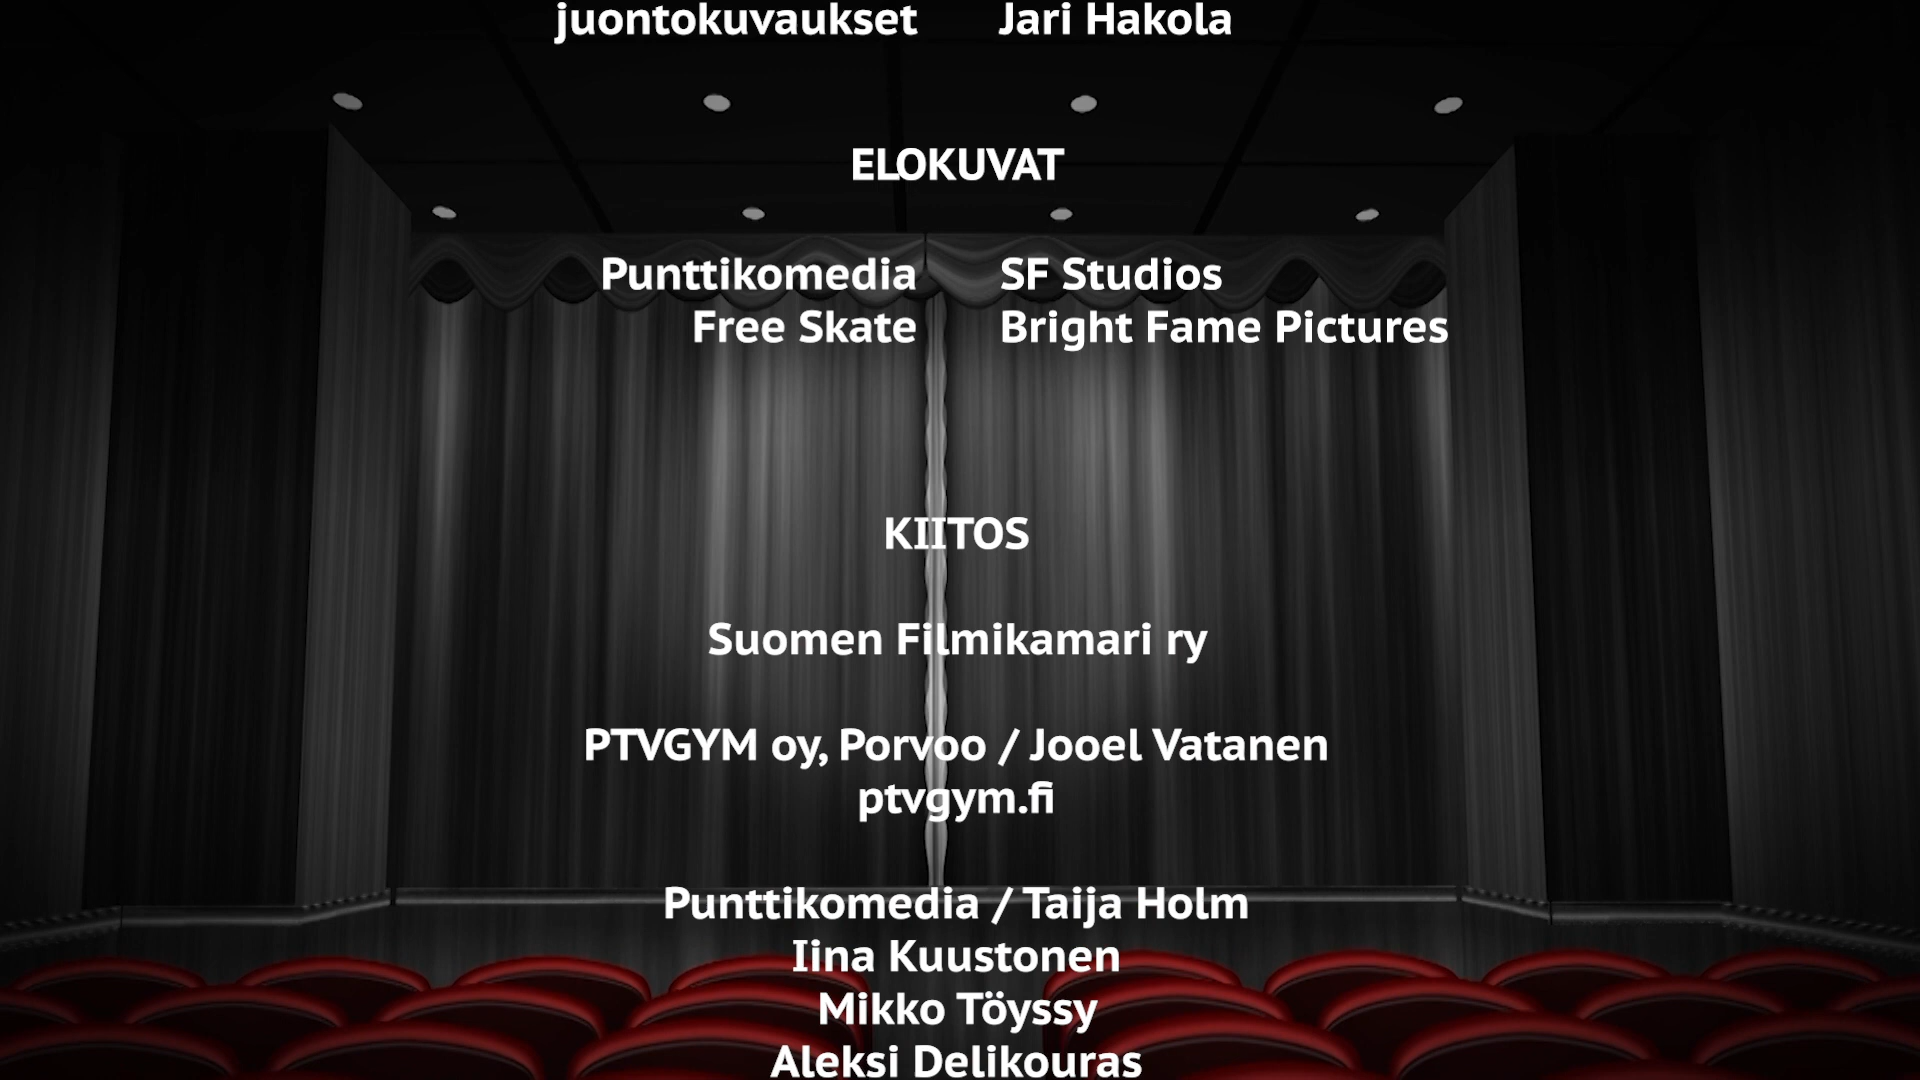 juontokuvaukset Jari Hakola
ELOKUVAT
Punttikomedia SF Studios
Free Skate Bright Fame Pictures
KIITOS
Suomen Filmikamari ry
PTVGYM oy, Porvoo / Jooel Vatanen
ptvgym.fi
Punttikomedia / Taija Holm
Iina Kuustonen
Mikko Töyssy
Aleksi Delikouras